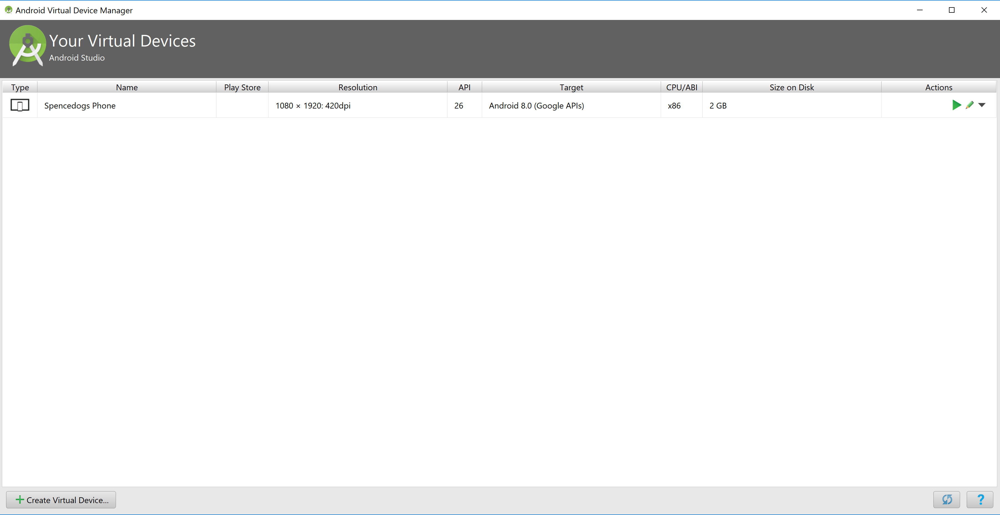 Android Virtual Device Manager
Your Virtual Devices
Android Studio
Type Name Play Store Resolution API Target CPU/ABI Size on Disk Actions
Spencedogs Phone 1080 × 1920: 420dpi 26 Android 8.0 (Google APIs) x86 2 GB
Create Virtual Device...
?